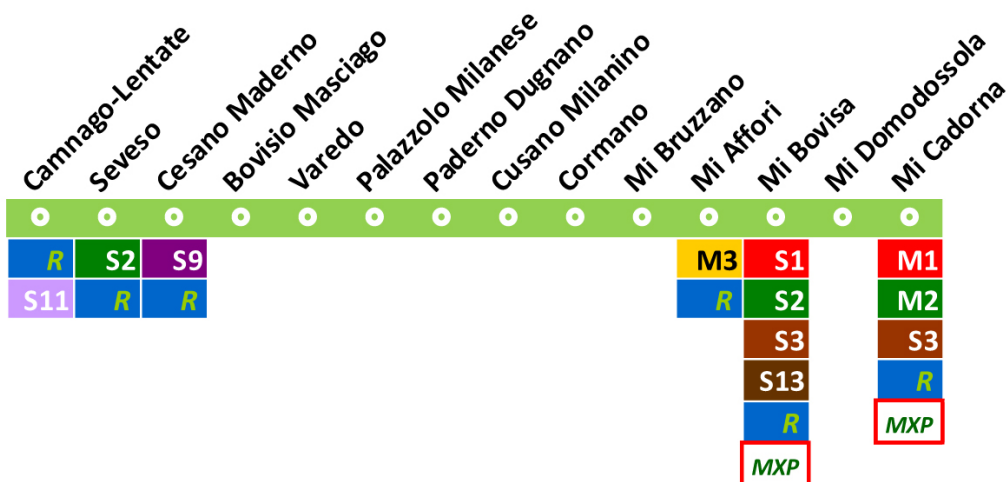 Camnago-Lentate
Seveso
Cesano Maderno
Bovisio Masciago
Varedo
Palazzolo Milanese
Paderno Dugnano
Cusano Milanino
Cormano
Mi Bruzzano
Mi Affori
Mi Bovisa
Mi Domodossola
Mi Cadorna
R S2 S9 M3 S1 M1
S11 R R R S2 M2
S3 S3
S13 R
R MXP
MXP